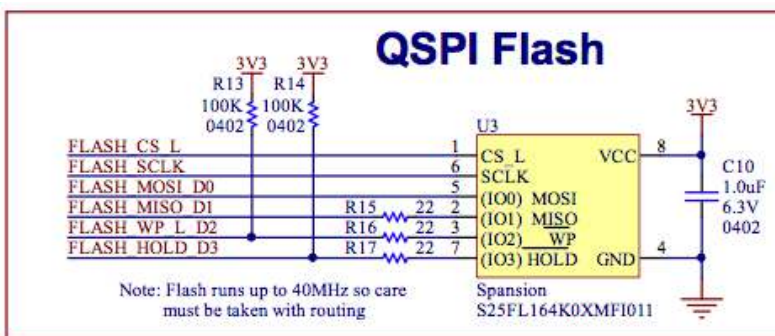 QSPI Flash
3V3 3V3
R13 R14
100K 100K
0402 0402
3V3
U3
FLASH_CS_L 1 CS_L VCC 8
FLASH_SCLK 6 SCLK
FLASH_MOSI_D0 5 (IO0) MOSI
FLASH_MISO_D1 R15 22 2 (IO1) MISO
FLASH_WP_L_D2 R16 22 3 (IO2) WP
FLASH_HOLD_D3 R17 22 7 (IO3) HOLD GND 4
C10
1.0uF
6.3V
0402
Note: Flash runs up to 40MHz so care
must be taken with routing
Spansion
S25FL164K0XMFI011